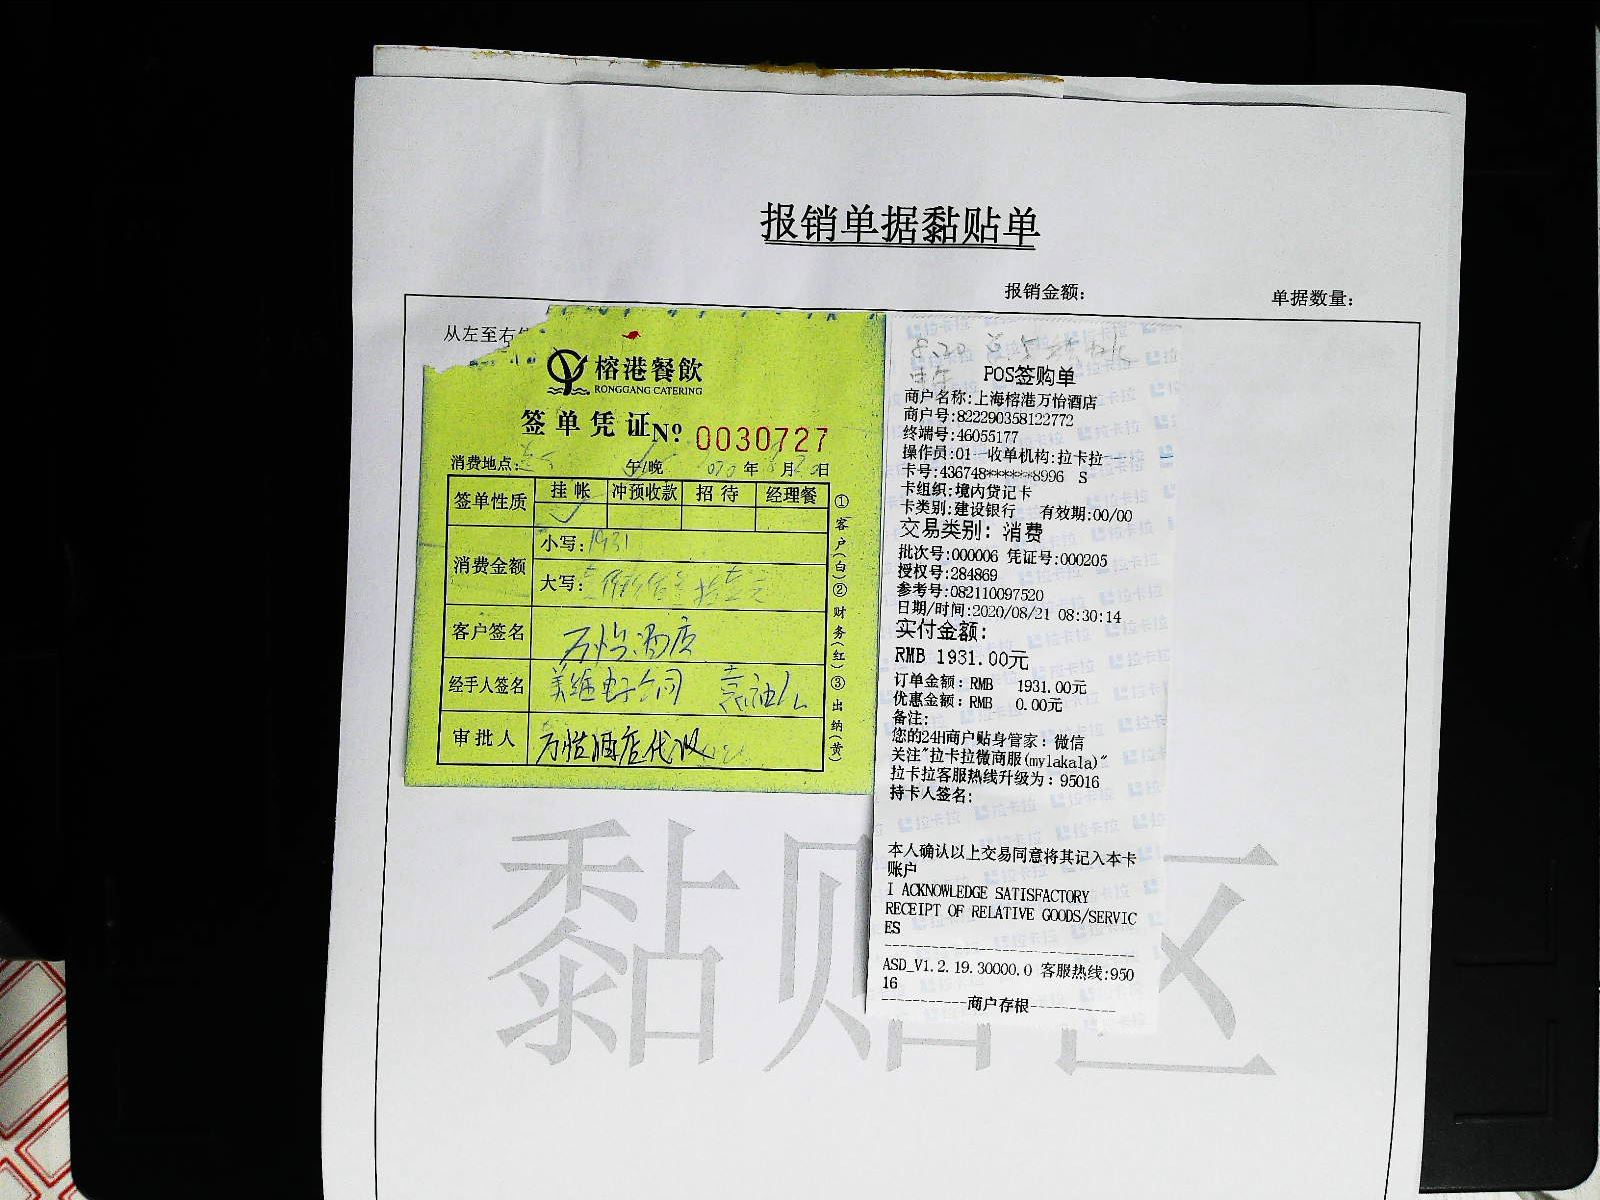 报销单据黏贴单
报销金额：
单据数量：
从左至右
榕港餐飲
RONGGANG CATERING
签单凭证 Nº 0030727
消费地点：
午/晚 年 月 日
签单性质 挂帐 冲预收款 招待 经理餐
消费金额 小写：1931
大写：
客户签名 万怡酒店
经手人签名
审批人 万怡酒店代收
①客户(白)②财务(红)③出纳(黄)
8.20
POS签购单
商户名称:上海榕港万怡酒店
商户号:822290358122772
终端号:46055177
操作员:01 收单机构:拉卡拉
卡号:436748******8996 S
卡组织:境内贷记卡
卡类别:建设银行 有效期:00/00
交易类别: 消费
批次号:000006 凭证号:000205
授权号:284869
参考号:082110097520
日期/时间:2020/08/21 08:30:14
实付金额:
RMB 1931.00元
订单金额: RMB 1931.00元
优惠金额: RMB 0.00元
备注:
您的24H商户贴身管家: 微信
关注"拉卡拉微商服(mylakala)"
拉卡拉客服热线升级为: 95016
持卡人签名:
本人确认以上交易同意将其记入本卡
账户
I ACKNOWLEDGE SATISFACTORY
RECEIPT OF RELATIVE GOODS/SERVIC
ES
ASD_V1.2.19.30000.0 客服热线:950
16
商户存根
黏贴区